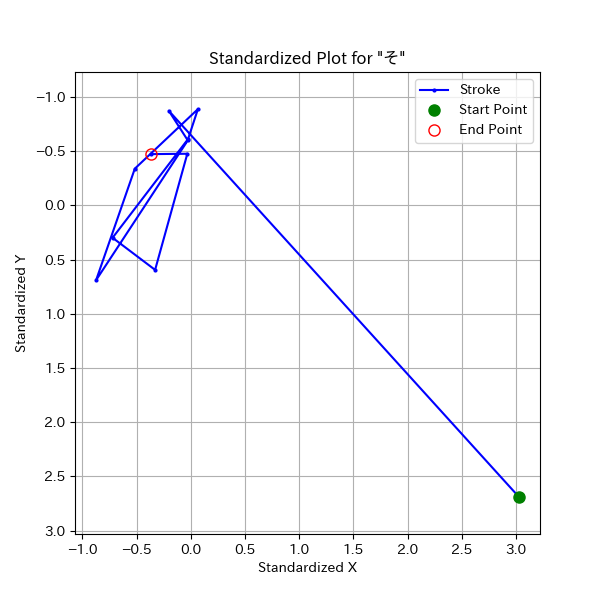 Standardized Plot for "そ"
Stroke
Start Point
End Point
−1.0
−0.5
0.0
0.5
1.0
1.5
2.0
2.5
3.0
Standardized Y
−1.0 −0.5 0.0 0.5 1.0 1.5 2.0 2.5 3.0
Standardized X